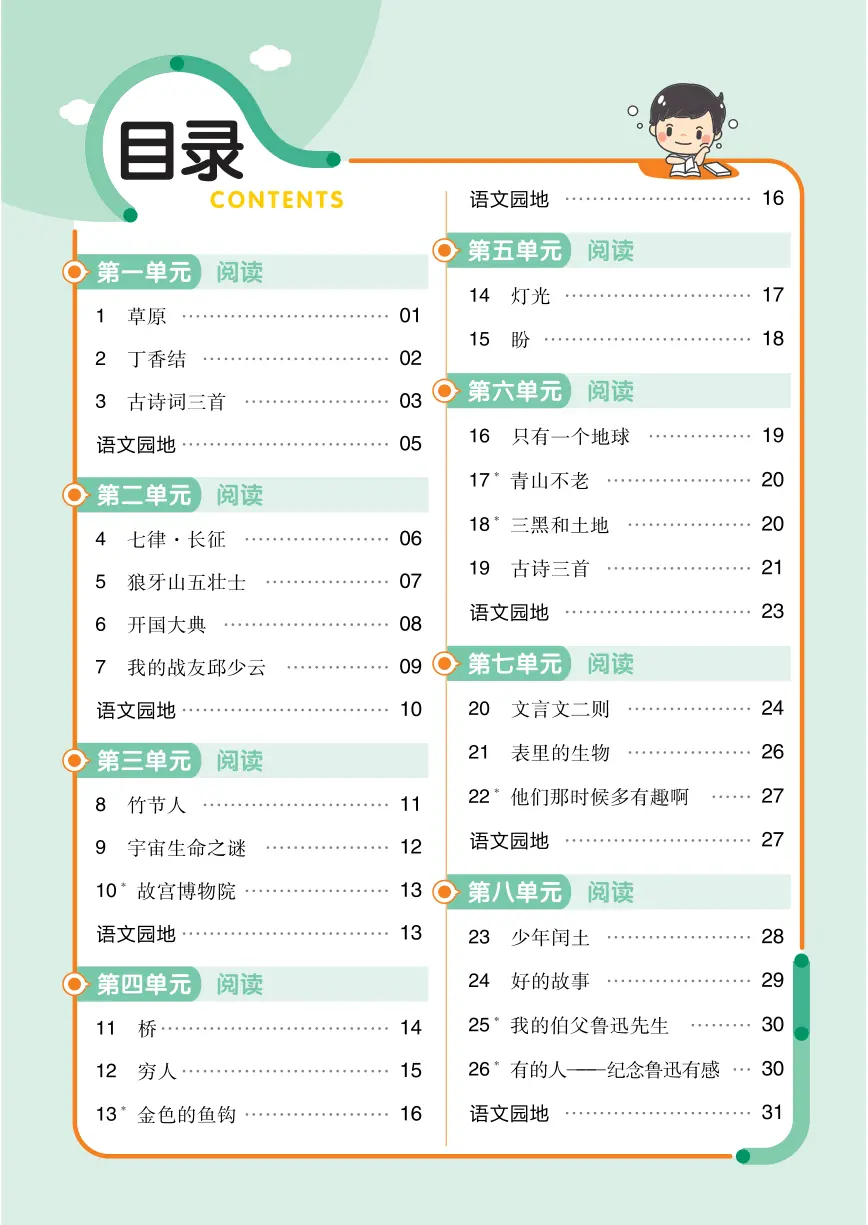 目录
CONTENTS
第一单元 阅读
1 草原 …… 01
2 丁香结 …… 02
3 古诗词三首 …… 03
语文园地 …… 05
第二单元 阅读
4 七律·长征 …… 06
5 狼牙山五壮士 …… 07
6 开国大典 …… 08
7 我的战友邱少云 …… 09
语文园地 …… 10
第三单元 阅读
8 竹节人 …… 11
9 宇宙生命之谜 …… 12
10* 故宫博物院 …… 13
语文园地 …… 13
第四单元 阅读
11 桥 …… 14
12 穷人 …… 15
13* 金色的鱼钩 …… 16
语文园地 …… 16
第五单元 阅读
14 灯光 …… 17
15 盼 …… 18
第六单元 阅读
16 只有一个地球 …… 19
17* 青山不老 …… 20
18* 三黑和土地 …… 20
19 古诗三首 …… 21
语文园地 …… 23
第七单元 阅读
20 文言文二则 …… 24
21 表里的生物 …… 26
22* 他们那时候多有趣啊 …… 27
语文园地 …… 27
第八单元 阅读
23 少年闰土 …… 28
24 好的故事 …… 29
25* 我的伯父鲁迅先生 …… 30
26* 有的人——纪念鲁迅有感 … 30
语文园地 …… 31